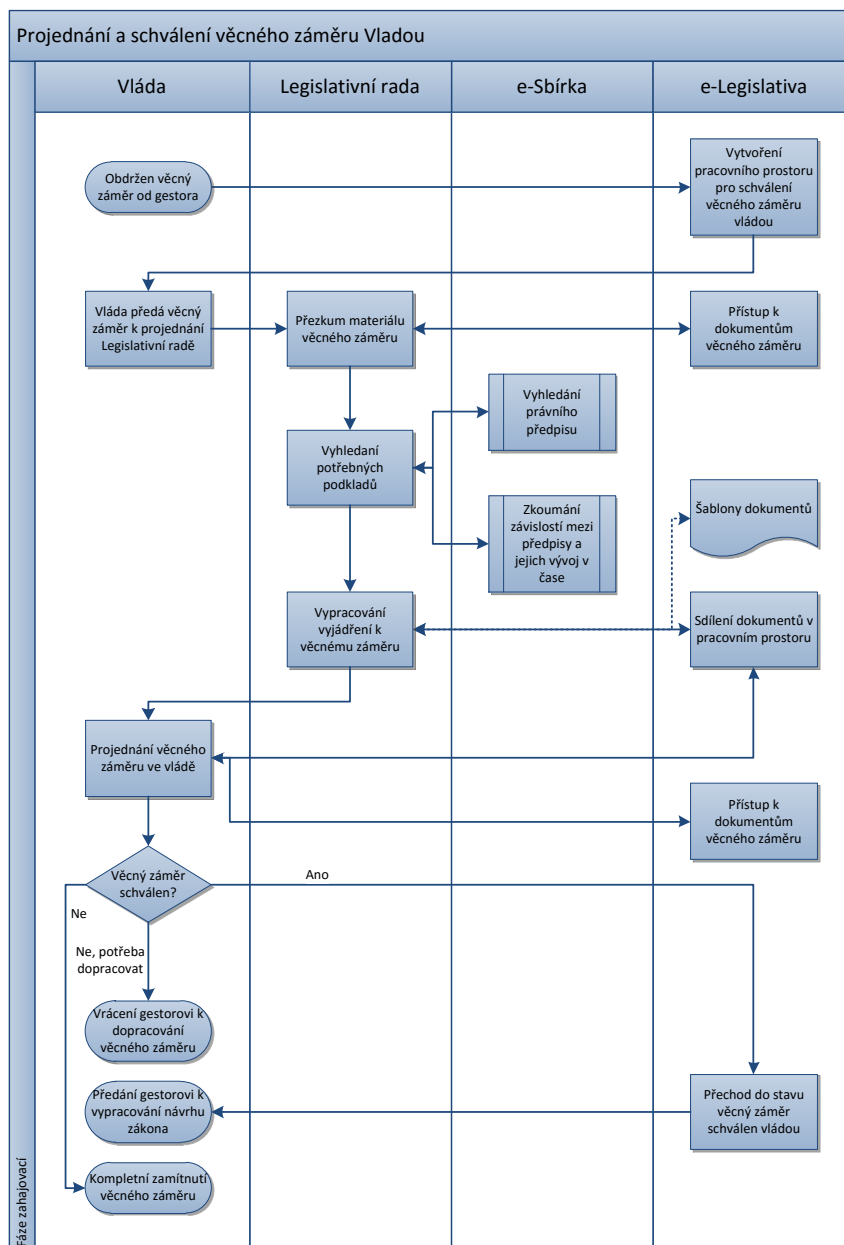 Projednání a schválení věcného záměru Vladou
Vláda
Legislativní rada
e-Sbírka
e-Legislativa
Obdržen věcný
záměr od gestora
Vytvoření
pracovního prostoru
pro schválení
věcného záměru
vládou
Vláda předá věcný
záměr k projednání
Legislativní radě
Přezkum materiálu
věcného záměru
Přístup k
dokumentům
věcného záměru
Vyhledání
právního
předpisu
Vyhledaní
potřebných
podkladů
Zkoumání
závislostí mezi
předpisy a
jejich vývoj v
čase
Šablony dokumentů
Vypracování
vyjádření k
věcnému záměru
Sdílení dokumentů v
pracovním prostoru
Projednání věcného
záměru ve vládě
Přístup k
dokumentům
věcného záměru
Věcný záměr
schválen?
Ano
Ne
Ne, potřeba
dopracovat
Vrácení gestorovi k
dopracování
věcného záměru
Předání gestorovi k
vypracování návrhu
zákona
Přechod do stavu
věcný záměr
schválen vládou
Kompletní zamítnutí
věcného záměru
Fáze zahajovací